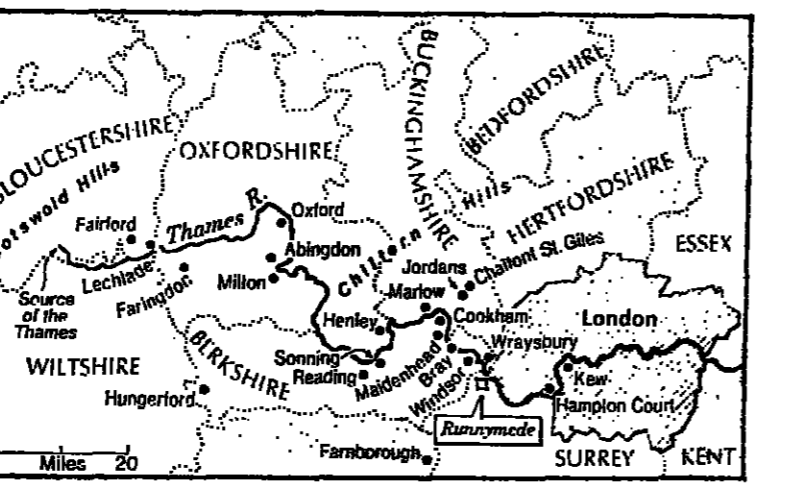 GLOUCESTERSHIRE
Cotswold Hills
OXFORDSHIRE
BUCKINGHAMSHIRE
BEDFORDSHIRE
Hills
HERTFORDSHIRE
ESSEX
Fairford
Thames R.
Oxford
Abingdon
Milton
Chiltern
Jordans
Chalfont St. Giles
Marlow
Lechlade
Faringdon
Source
of the
Thames
WILTSHIRE
BERKSHIRE
Henley
Cookham
London
Sonning
Reading
Maidenhead
Bray
Windsor
Wraysbury
Kew
Hampton Court
Hungerford
Runnymede
Farnborough
SURREY
KENT
Miles 20